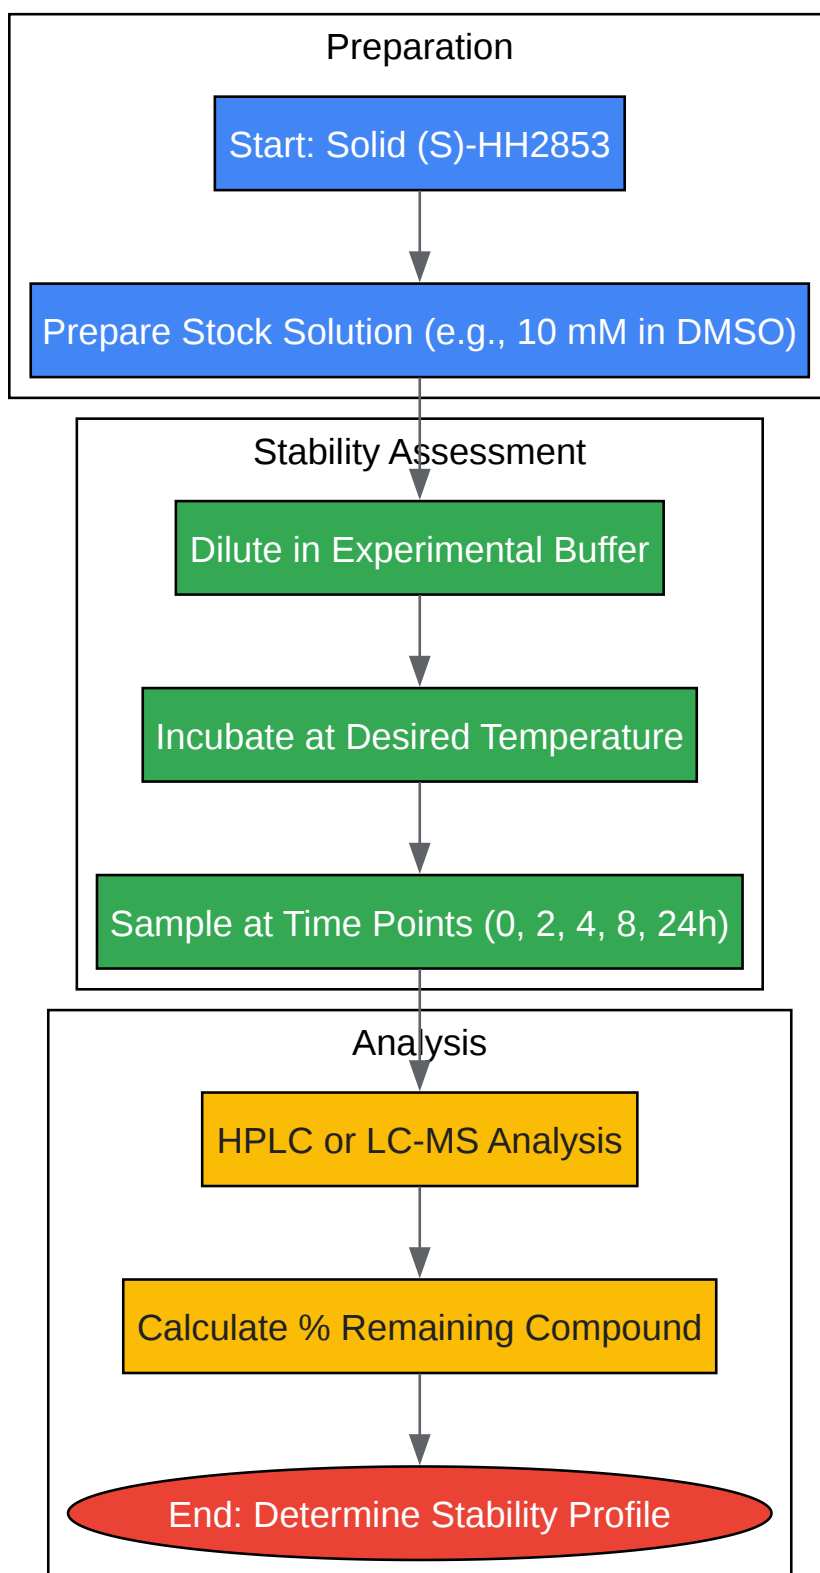 Preparation
Start: Solid (S)-HH2853
Prepare Stock Solution (e.g., 10 mM in DMSO)
Stability Assessment
Dilute in Experimental Buffer
Incubate at Desired Temperature
Sample at Time Points (0, 2, 4, 8, 24h)
Analysis
HPLC or LC-MS Analysis
Calculate % Remaining Compound
End: Determine Stability Profile